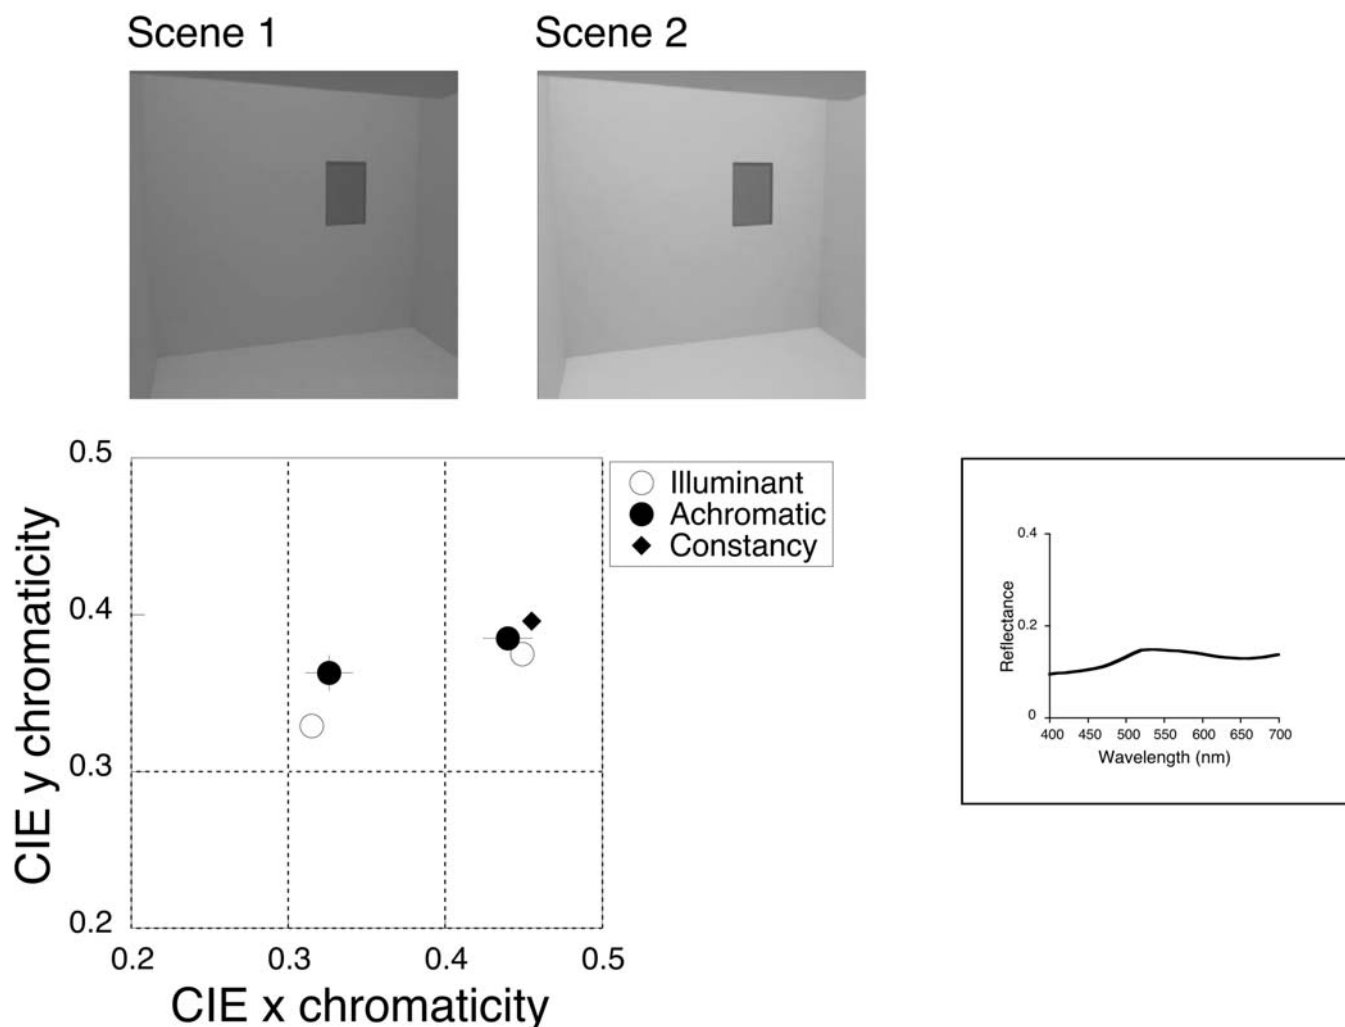 Scene 1
Scene 2
0.5
0.4
0.3
0.2
CIE y chromaticity
0.2
0.3
0.4
0.5
CIE x chromaticity
Illuminant
Achromatic
Constancy
0.4
0.2
0
Reflectance
400 450 500 550 600 650 700
Wavelength (nm)